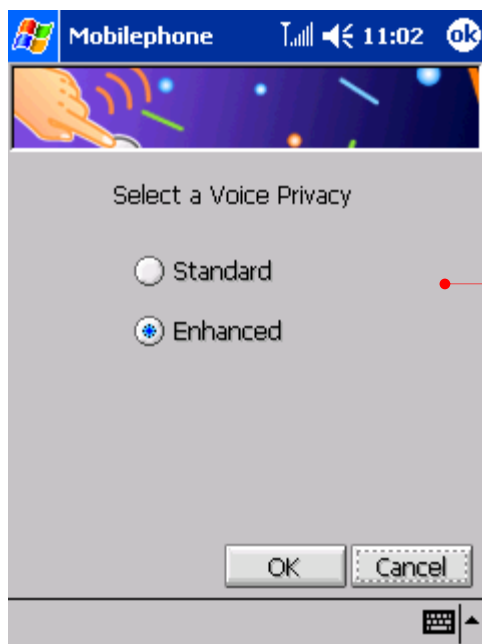 Mobilephone 11:02 ok
Select a Voice Privacy
Standard
Enhanced
OK Cancel